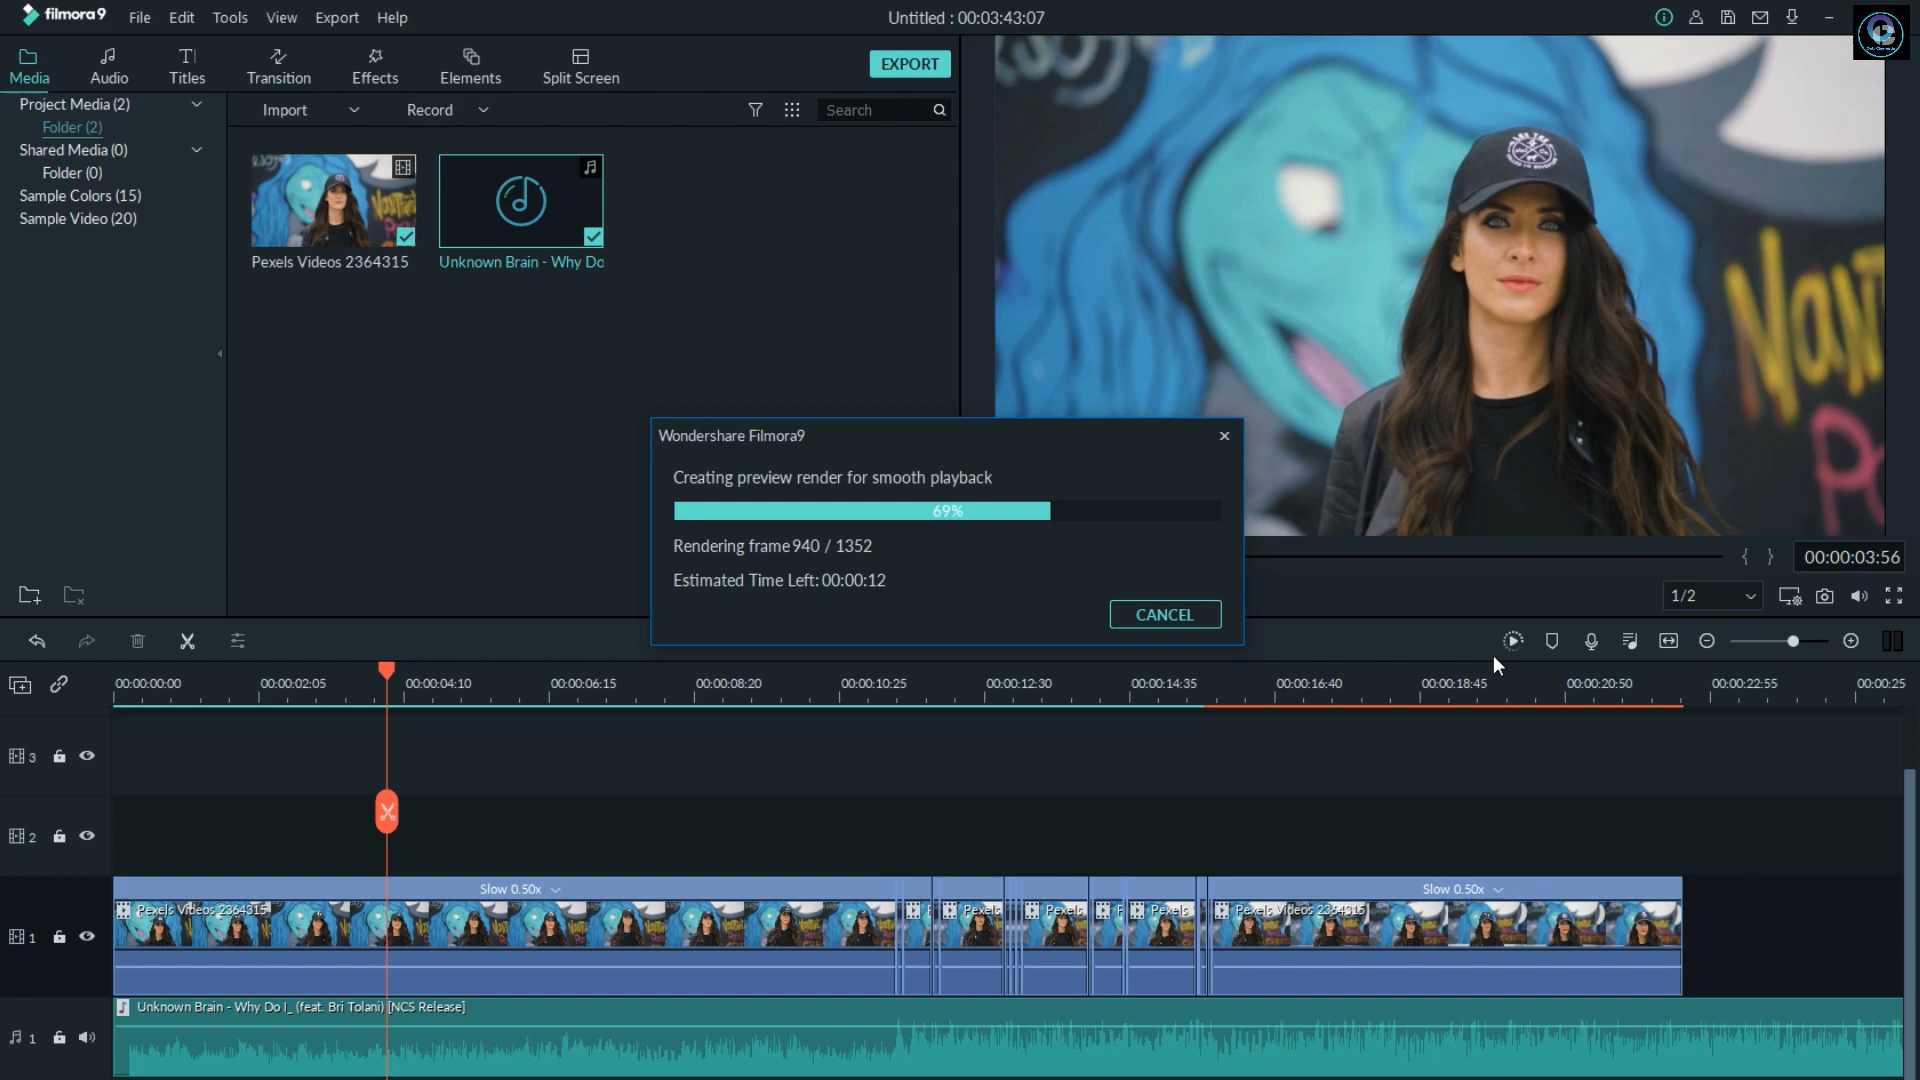 filmora9
File Edit Tools View Export Help
Untitled : 00:03:43:07
Media Audio Titles Transition Effects Elements Split Screen
EXPORT
Project Media (2)
Folder (2)
Shared Media (0)
Folder (0)
Sample Colors (15)
Sample Video (20)
Import Record Search
Pexels Videos 2364315
Unknown Brain - Why Do
Wondershare Filmora9
Creating preview render for smooth playback
69%
Rendering frame 940 / 1352
Estimated Time Left: 00:00:12
CANCEL
00:00:03:56
1/2
00:00:00:00 00:00:02:05 00:00:04:10 00:00:06:15 00:00:08:20 00:00:10:25 00:00:12:30 00:00:14:35 00:00:16:40 00:00:18:45 00:00:20:50 00:00:22:55 00:00:25
3
2
Slow 0.50x Slow 0.50x
Pexels Videos 2364315 Pexels Pexels Pexels Pexels Videos 2364315
1
Unknown Brain - Why Do I_ (feat. Bri Tolani) [NCS Release]
1